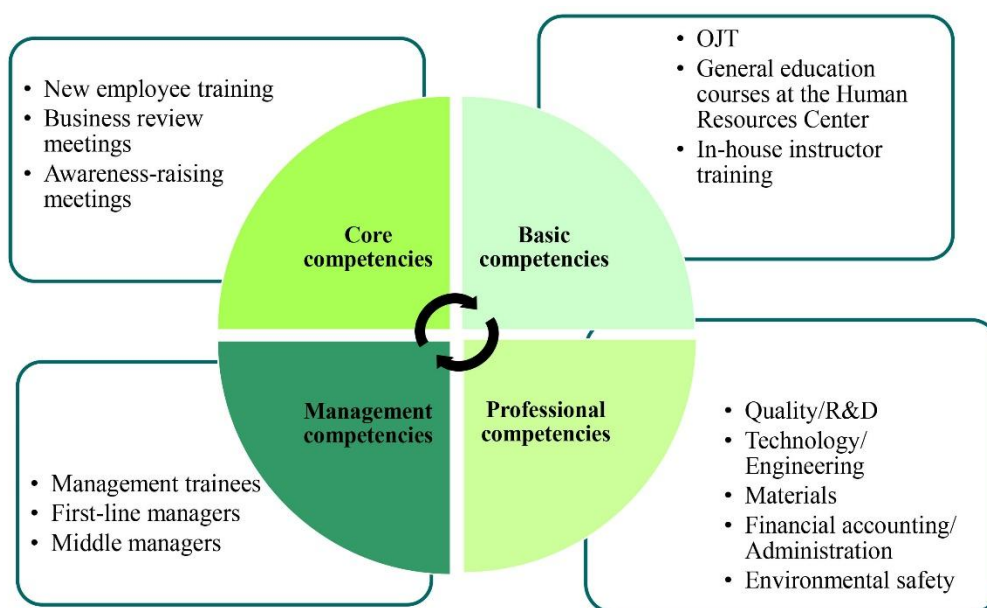 • New employee training
• Business review
meetings
• Awareness-raising
meetings
• OJT
• General education
courses at the Human
Resources Center
• In-house instructor
training
Core
competencies
Basic
competencies
Management
competencies
Professional
competencies
• Management trainees
• First-line managers
• Middle managers
• Quality/R&D
• Technology/
Engineering
• Materials
• Financial accounting/
Administration
• Environmental safety